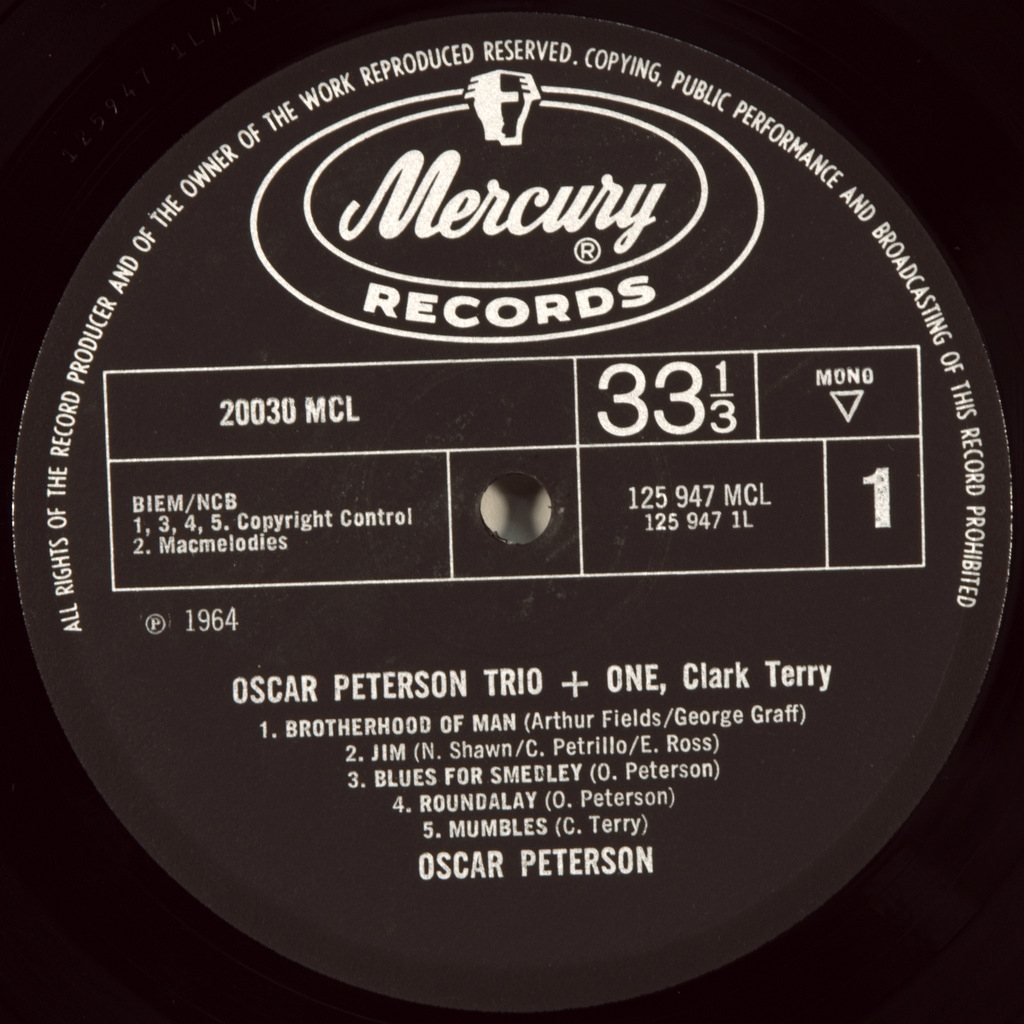 ALL RIGHTS OF THE RECORD PRODUCER AND OF THE OWNER OF THE WORK REPRODUCED RESERVED. COPYING, PUBLIC PERFORMANCE AND BROADCASTING OF THIS RECORD PROHIBITED
Mercury
®
RECORDS
20030 MCL
33 1/3
MONO
BIEM/NCB
1, 3, 4, 5. Copyright Control
2. Macmelodies
125 947 MCL
125 947 1L
1
℗ 1964
OSCAR PETERSON TRIO + ONE, Clark Terry
1. BROTHERHOOD OF MAN (Arthur Fields/George Graff)
2. JIM (N. Shawn/C. Petrillo/E. Ross)
3. BLUES FOR SMEDLEY (O. Peterson)
4. ROUNDALAY (O. Peterson)
5. MUMBLES (C. Terry)
OSCAR PETERSON